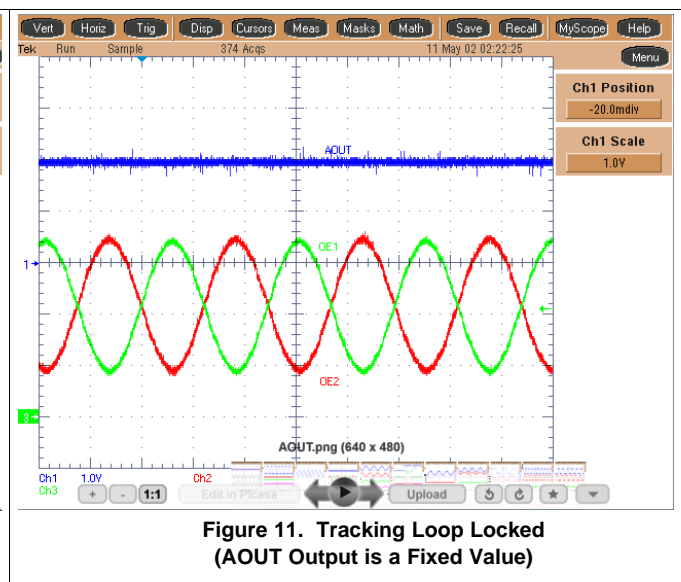 Vert Horiz Trig Disp Cursors Meas Masks Math Save Recall MyScope Help
Tek Run Sample 374 Acqs 11 May 02 02:22:25
Menu
Ch1 Position
-20.0mdiv
Ch1 Scale
1.0V
AOUT
OE1
1
OE2
3
AOUT.png (640 x 480)
Ch1 1.0V Ch2
Ch3
+ - 1:1 Edit in Picasa Upload
Figure 11. Tracking Loop Locked
(AOUT Output is a Fixed Value)